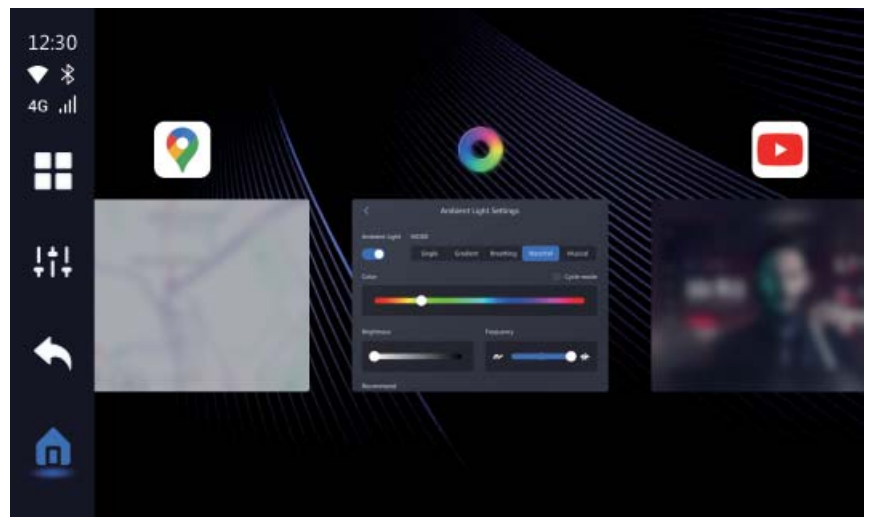 12:30
4G
Ambient Light Settings
Ambient Light MODE
Single Gradient Breathing Waterfall Musical
Color Cycle mode
Brightness Frequency
Recommend